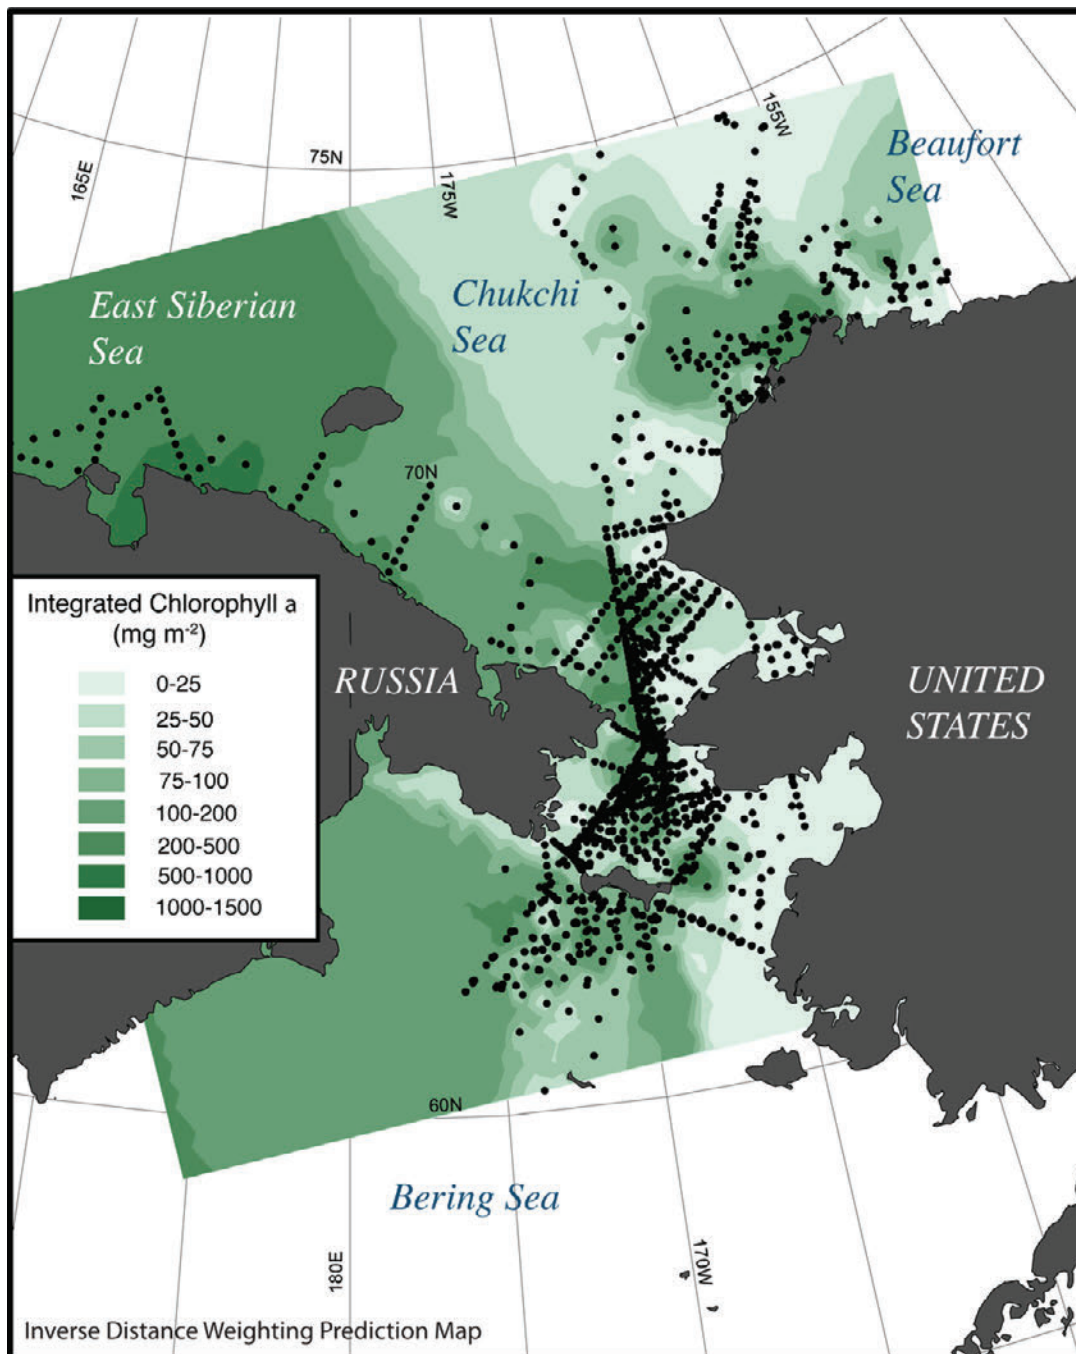 155W
Beaufort
Sea
75N
165E
175W
East Siberian
Sea
Chukchi
Sea
70N
Integrated Chlorophyll a
(mg m⁻²)
0-25
25-50
50-75
75-100
100-200
200-500
500-1000
1000-1500
RUSSIA
UNITED
STATES
60N
Bering Sea
180E
170W
Inverse Distance Weighting Prediction Map